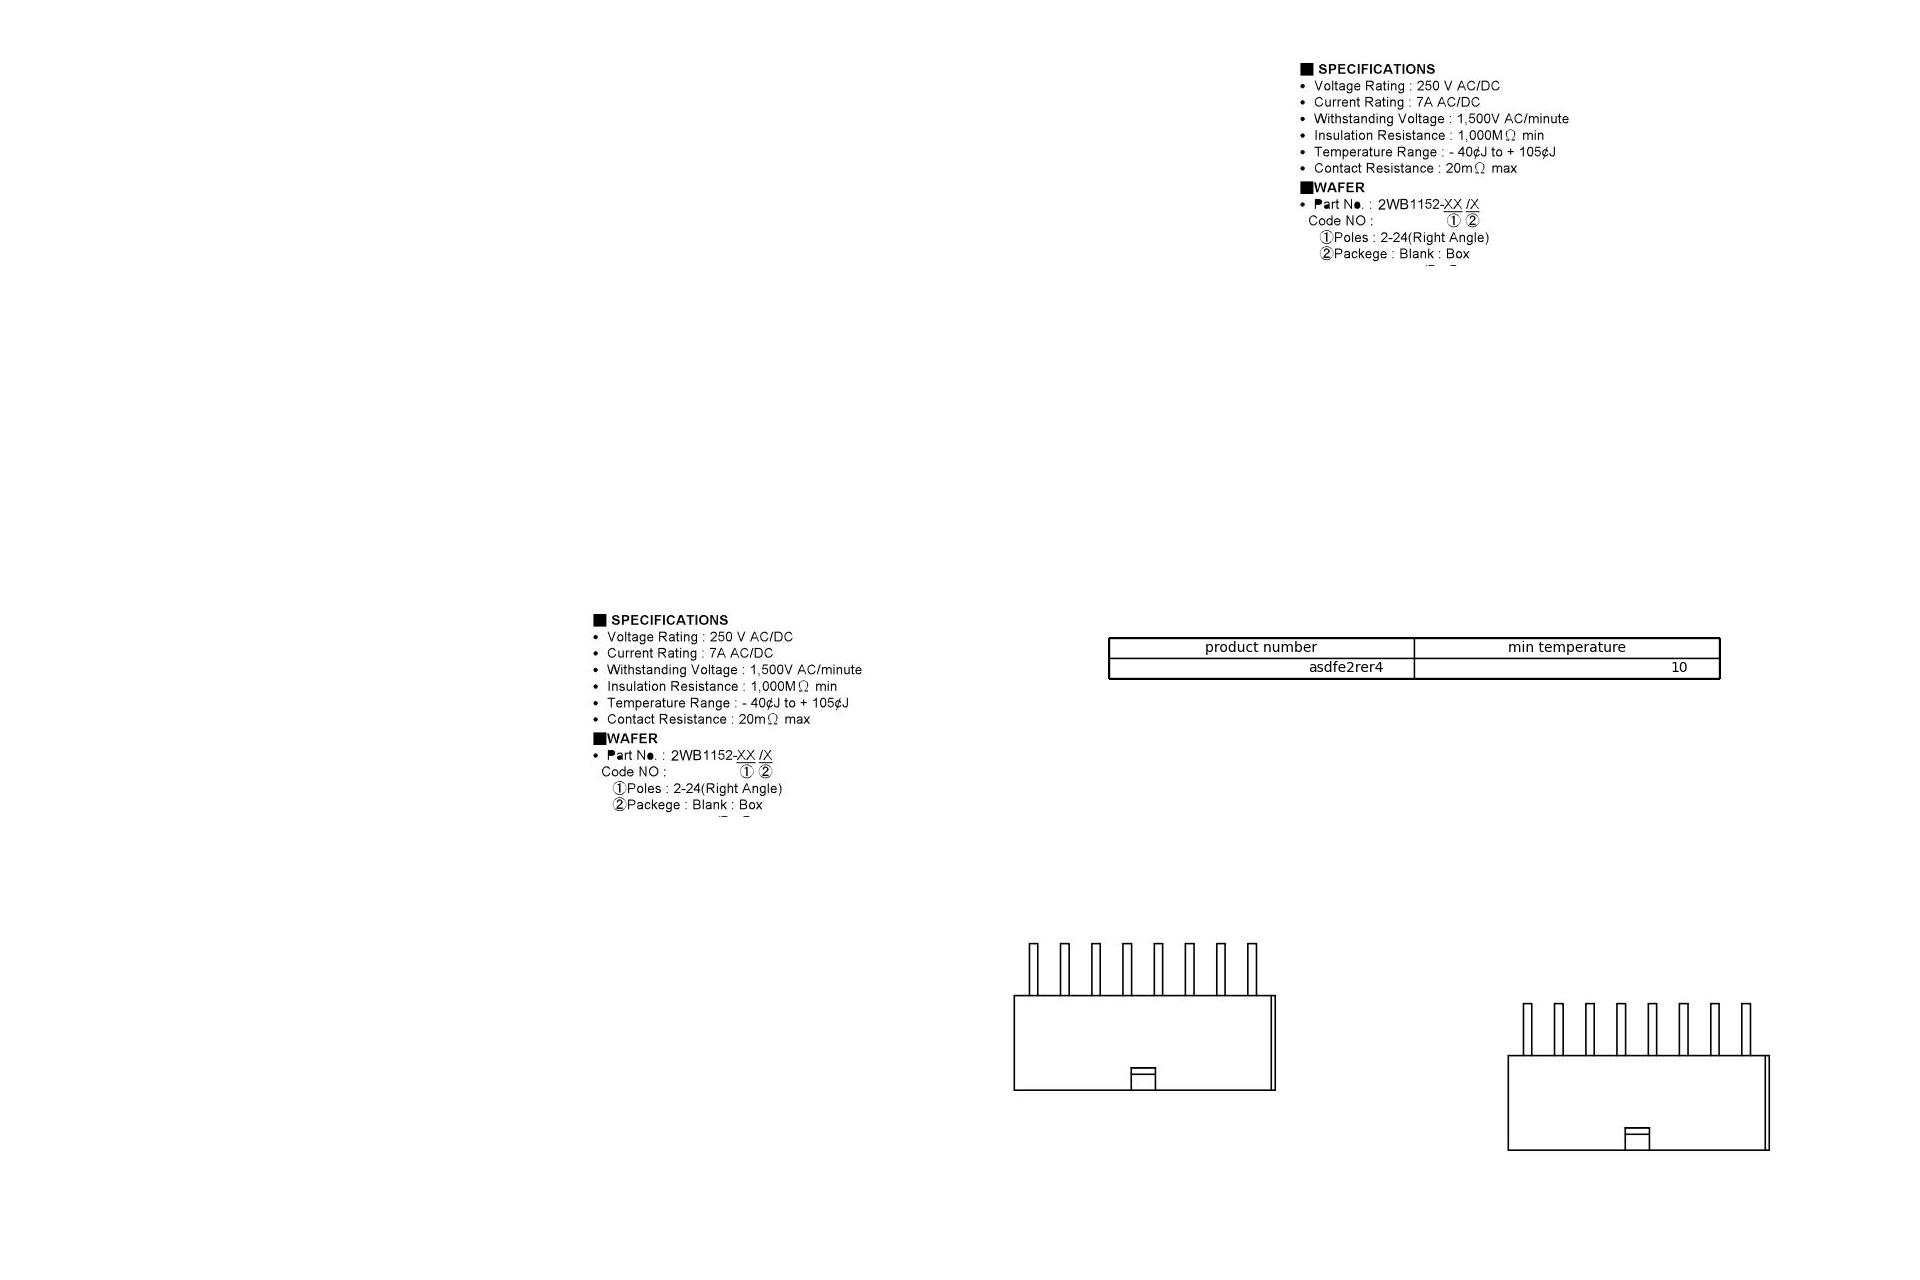 ■ SPECIFICATIONS
• Voltage Rating : 250 V AC/DC
• Current Rating : 7A AC/DC
• Withstanding Voltage : 1,500V AC/minute
• Insulation Resistance : 1,000MΩ min
• Temperature Range : - 40¢J to + 105¢J
• Contact Resistance : 20mΩ max
■WAFER
• Part No. : 2WB1152-XX /X
Code NO : ① ②
①Poles : 2-24(Right Angle)
②Packege : Blank : Box
■ SPECIFICATIONS
• Voltage Rating : 250 V AC/DC
• Current Rating : 7A AC/DC
• Withstanding Voltage : 1,500V AC/minute
• Insulation Resistance : 1,000MΩ min
• Temperature Range : - 40¢J to + 105¢J
• Contact Resistance : 20mΩ max
■WAFER
• Part No. : 2WB1152-XX /X
Code NO : ① ②
①Poles : 2-24(Right Angle)
②Packege : Blank : Box
product number min temperature
asdfe2rer4 10